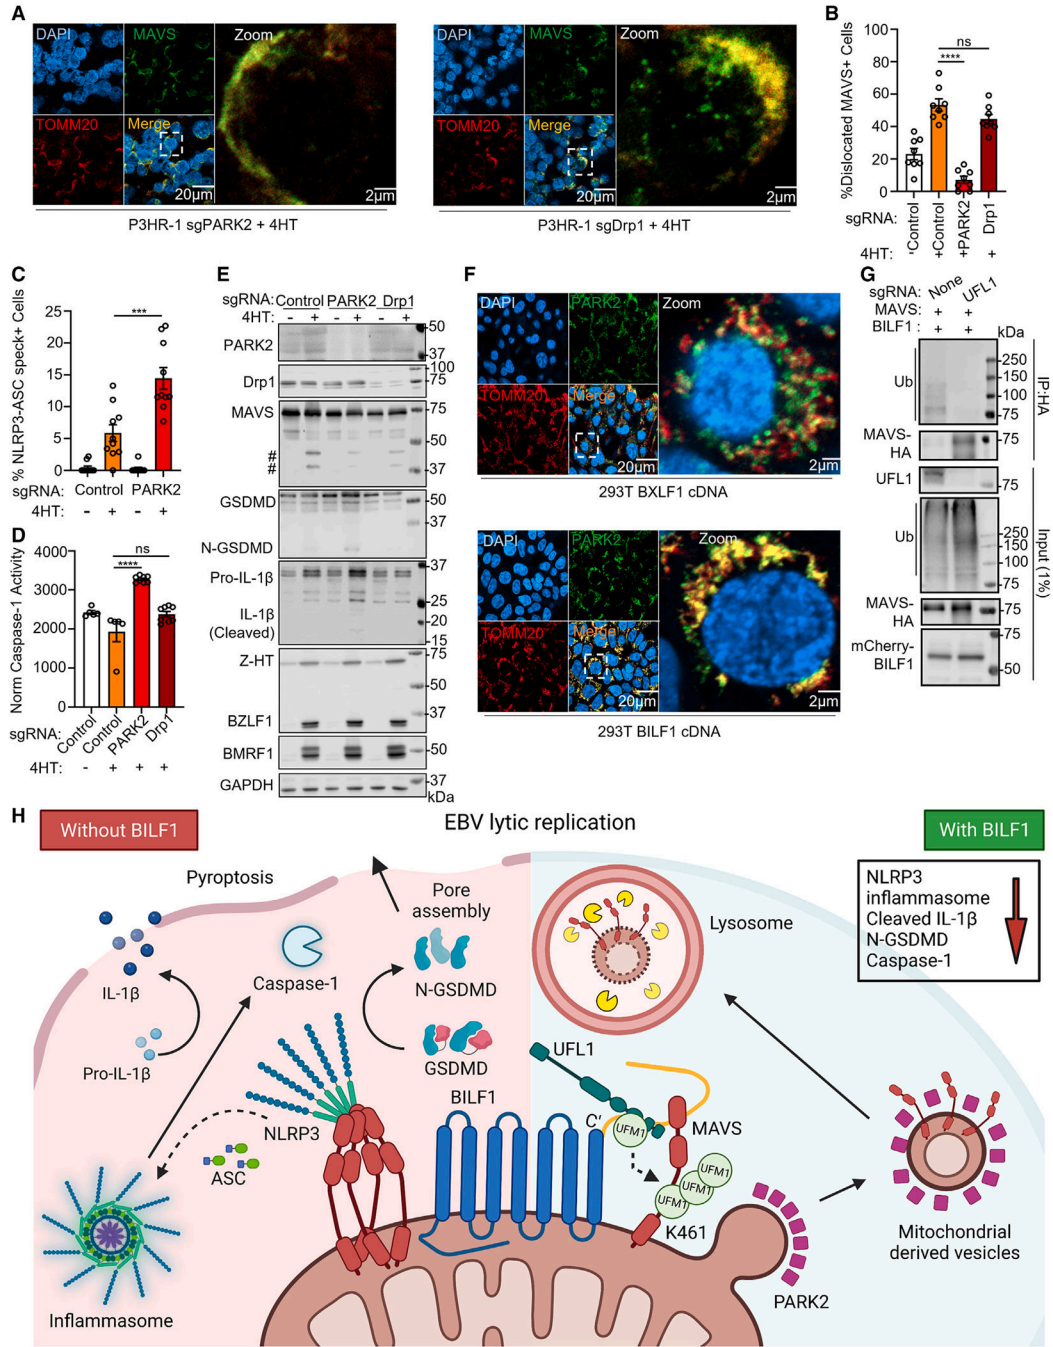 A
DAPI
MAVS
Zoom
TOMM20
Merge
20μm
2μm
P3HR-1 sgPARK2 + 4HT
DAPI
MAVS
Zoom
TOMM20
Merge
20μm
2μm
P3HR-1 sgDrp1 + 4HT
B
%Dislocated MAVS+ Cells
100
80
60
40
20
0
ns
****
sgRNA:
Control
Control
PARK2
Drp1
4HT:
-
+
+
+
C
% NLRP3-ASC speck+ Cells
25
20
15
10
5
0
***
sgRNA:
Control
PARK2
4HT:
-
+
-
+
D
Norm Caspase-1 Activity
4000
3000
2000
1000
0
ns
****
sgRNA:
Control
Control
PARK2
Drp1
4HT:
-
+
+
+
E
sgRNA: Control PARK2 Drp1
4HT: - + - + - +
PARK2
50
37
Drp1
100
75
MAVS
75
50
#
#
37
GSDMD
50
37
N-GSDMD
Pro-IL-1β
37
25
IL-1β
(Cleaved)
20
15
Z-HT
75
50
BZLF1
37
BMRF1
50
GAPDH
37
kDa
F
DAPI
PARK2
Zoom
TOMM20
Merge
20μm
2μm
293T BXLF1 cDNA
DAPI
PARK2
Zoom
TOMM20
Merge
20μm
2μm
293T BILF1 cDNA
G
sgRNA: None UFL1
MAVS: + +
BILF1 : + +
kDa
Ub
250
150
100
75
IP:HA
MAVS-
HA
75
UFL1
75
Ub
250
150
75
Input (1%)
MAVS-
HA
75
mCherry-
BILF1
50
H
Without BILF1
EBV lytic replication
With BILF1
Pyroptosis
Pore
assembly
IL-1β
Pro-IL-1β
Caspase-1
N-GSDMD
GSDMD
NLRP3
ASC
Inflammasome
BILF1
Lysosome
NLRP3
inflammasome
Cleaved IL-1β
N-GSDMD
Caspase-1
UFL1
C'
UFM1
MAVS
UFM1
UFM1
UFM1
K461
PARK2
Mitochondrial
derived vesicles